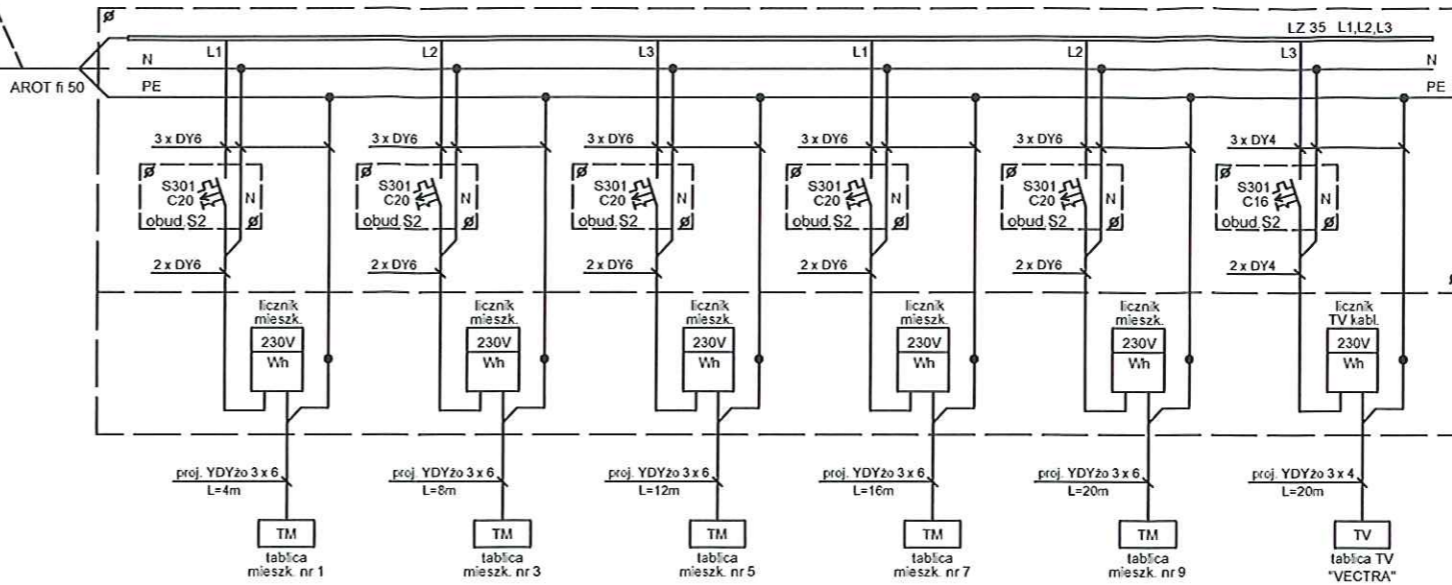 Ø
LZ 35 L1,L2,L3
L1 L2 L3 L1 L2 L3
N N
AROT fi 50 PE PE
3 x DY6 3 x DY6 3 x DY6 3 x DY6 3 x DY6 3 x DY4
Ø Ø Ø Ø Ø Ø
S301 S301 S301 S301 S301 S301
C20 N C20 N C20 N C20 N C20 N C16 N
obud.S2 Ø obud.S2 Ø obud.S2 Ø obud.S2 Ø obud.S2 Ø obud.S2 Ø
2 x DY6 2 x DY6 2 x DY6 2 x DY6 2 x DY6 2 x DY4
Ø
licznik licznik licznik licznik licznik licznik
mieszk. mieszk. mieszk. mieszk. mieszk. TV kabl.
230V 230V 230V 230V 230V 230V
Wh Wh Wh Wh Wh Wh
proj. YDYżo 3 x 6 proj. YDYżo 3 x 6 proj. YDYżo 3 x 6 proj. YDYżo 3 x 6 proj. YDYżo 3 x 6 proj. YDYżo 3 x 4
L=4m L=8m L=12m L=16m L=20m L=20m
TM TM TM TM TM TV
tablica tablica tablica tablica tablica tablica TV
mieszk. nr 1 mieszk. nr 3 mieszk. nr 5 mieszk. nr 7 mieszk. nr 9 "VECTRA"